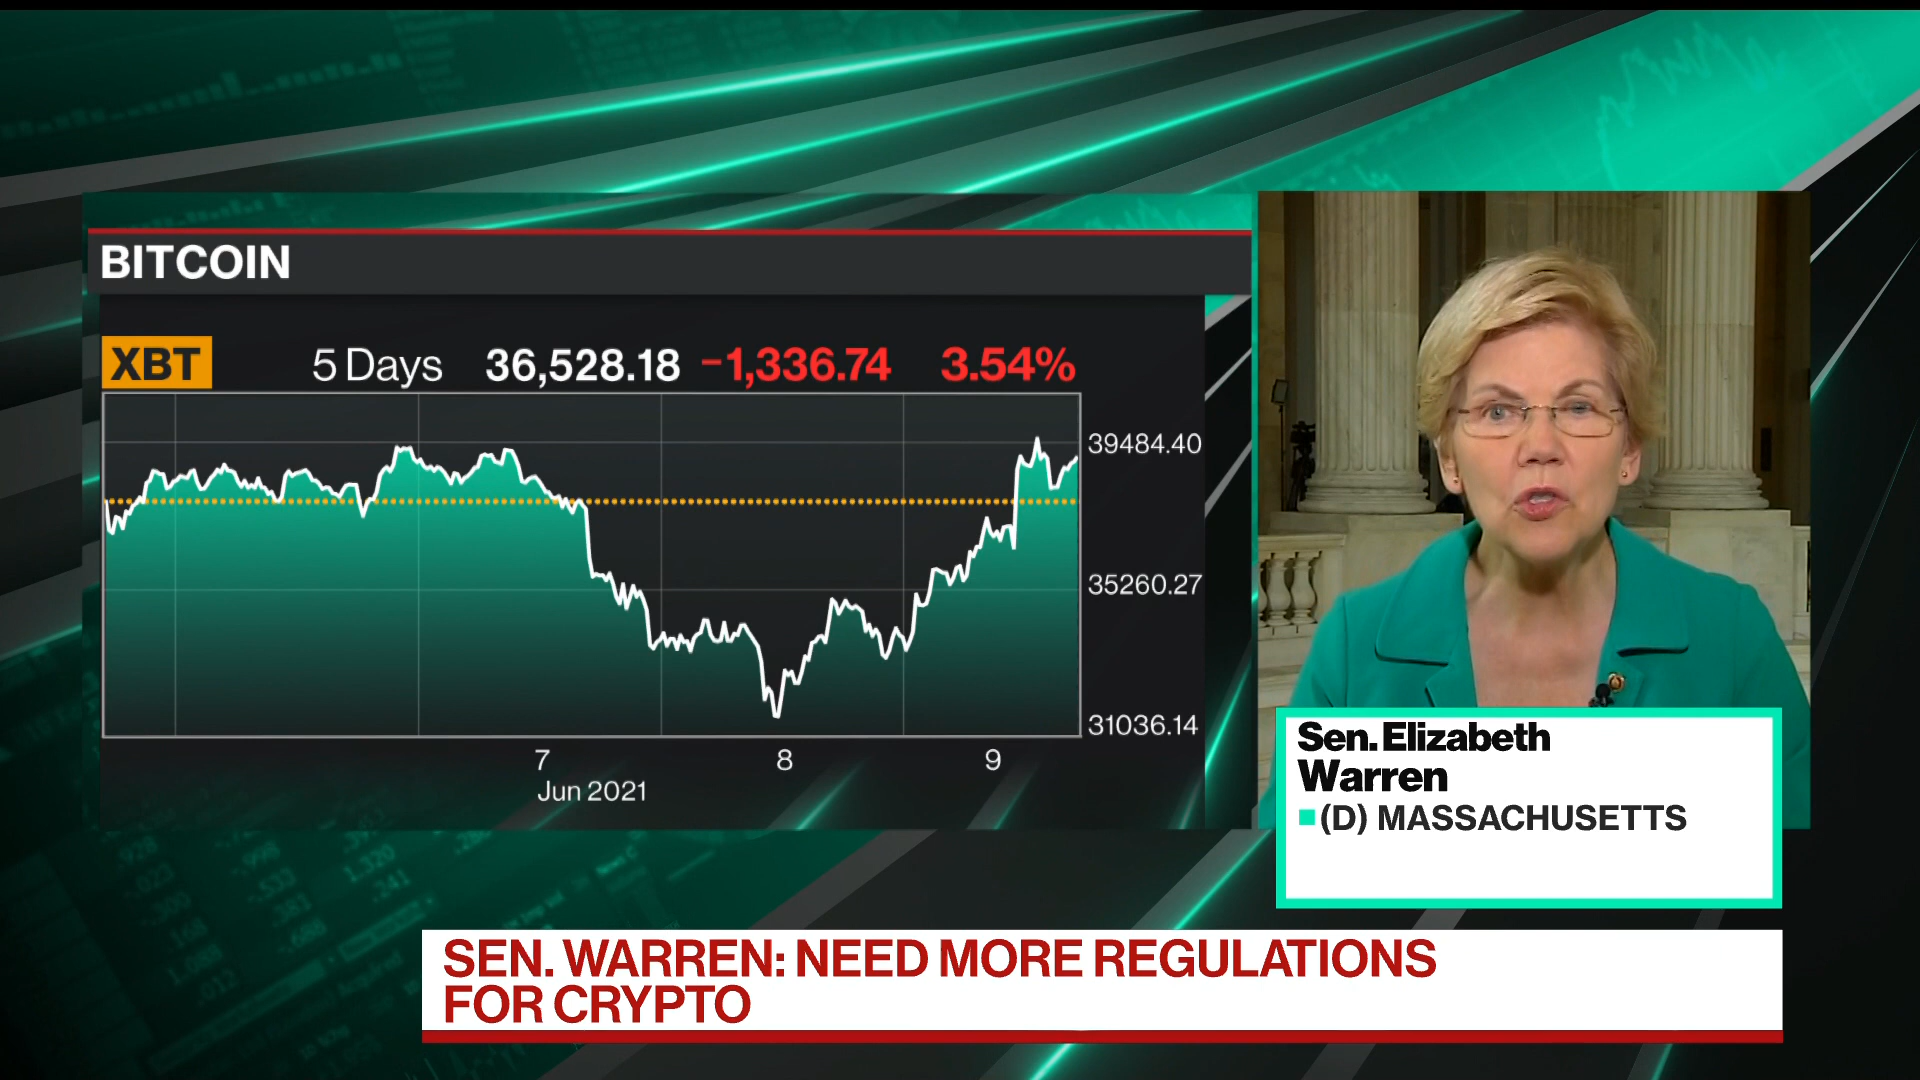 BITCOIN
XBT 5 Days 36,528.18 -1,336.74 3.54%
39484.40
35260.27
31036.14
7 8 9
Jun 2021
Sen. Elizabeth
Warren
(D) MASSACHUSETTS
SEN. WARREN: NEED MORE REGULATIONS
FOR CRYPTO